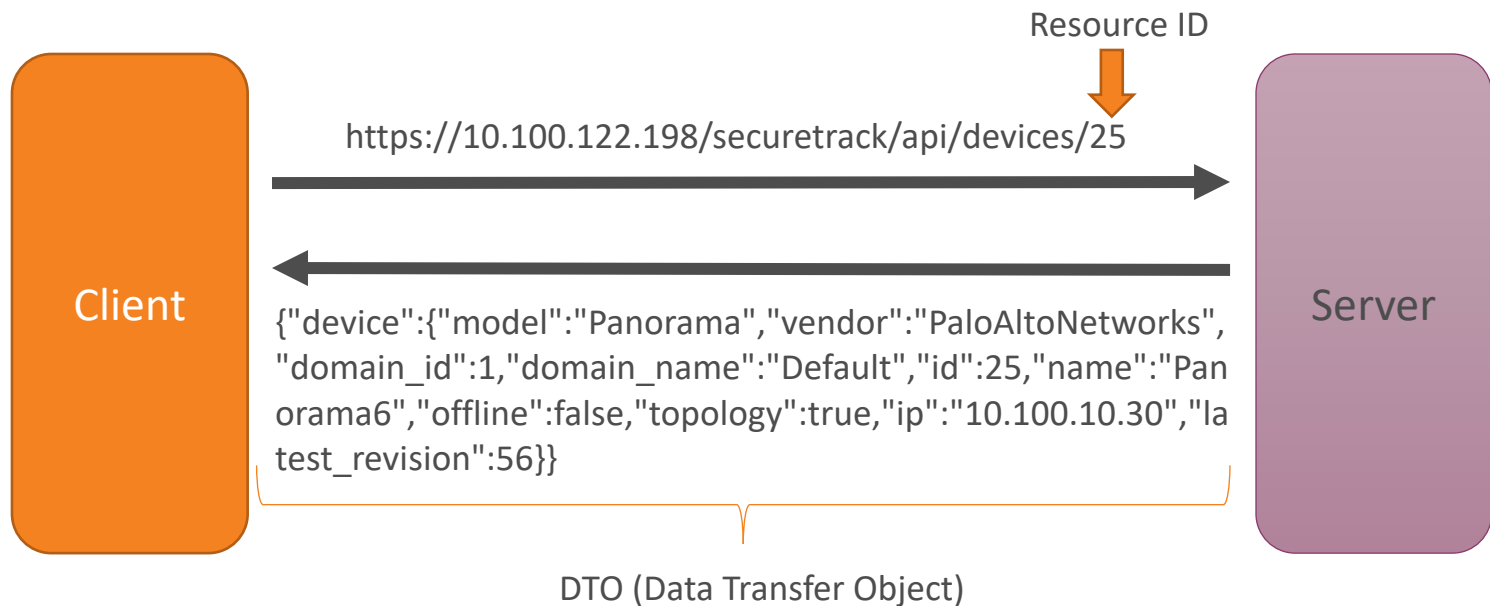 Resource ID
https://10.100.122.198/securetrack/api/devices/25
Client
Server
{"device":{"model":"Panorama","vendor":"PaloAltoNetworks",
"domain_id":1,"domain_name":"Default","id":25,"name":"Pan
orama6","offline":false,"topology":true,"ip":"10.100.10.30","la
test_revision":56}}
DTO (Data Transfer Object)